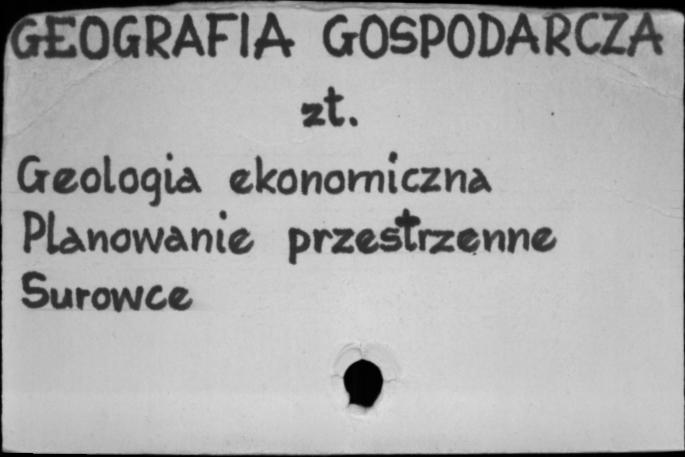 GEOGRAFIA GOSPODARCZA
zt.
Geologia ekonomiczna
Planowanie przestrzenne
Surowce